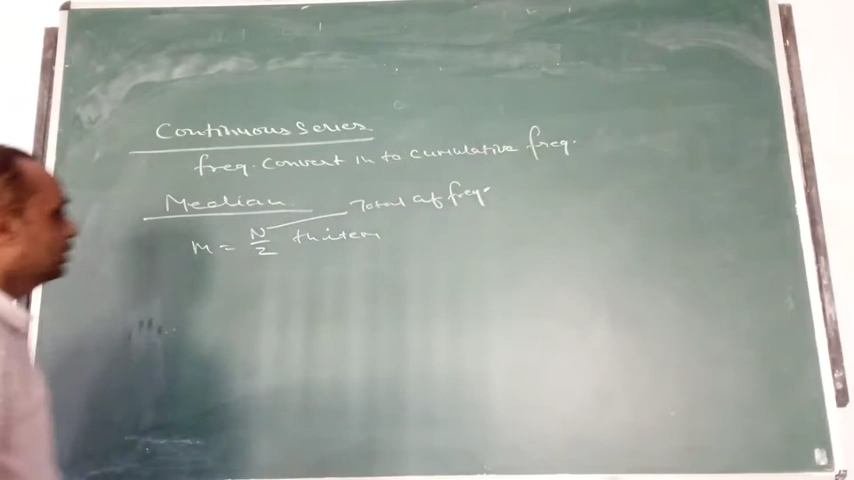 Continuous Series
freq. Convert in to cumulative freq.
Median
Total of freq.
M = N/2 th item